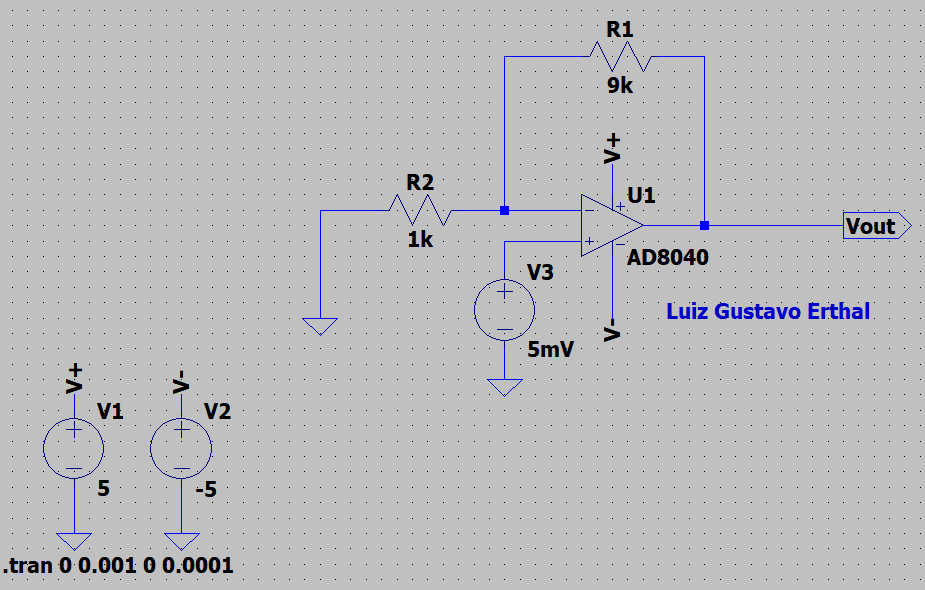 R1
9k
V+
R2
1k
U1
AD8040
Vout
V3
5mV
V-
Luiz Gustavo Erthal
V+
V1
5
V-
V2
-5
.tran 0 0.001 0 0.0001